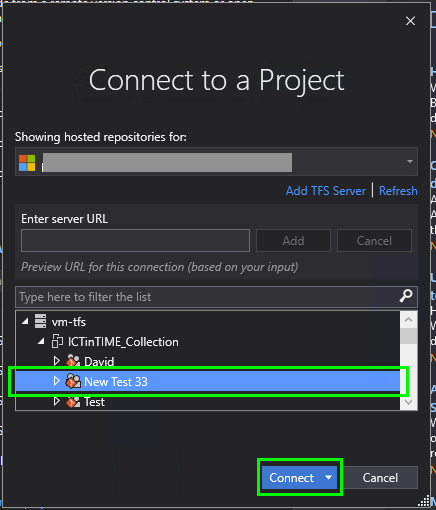 Connect to a Project
Showing hosted repositories for:
Add TFS Server | Refresh
Enter server URL
Add
Cancel
Preview URL for this connection (based on your input)
Type here to filter the list
vm-tfs
ICTinTIME_Collection
David
New Test 33
Test
Connect
Cancel